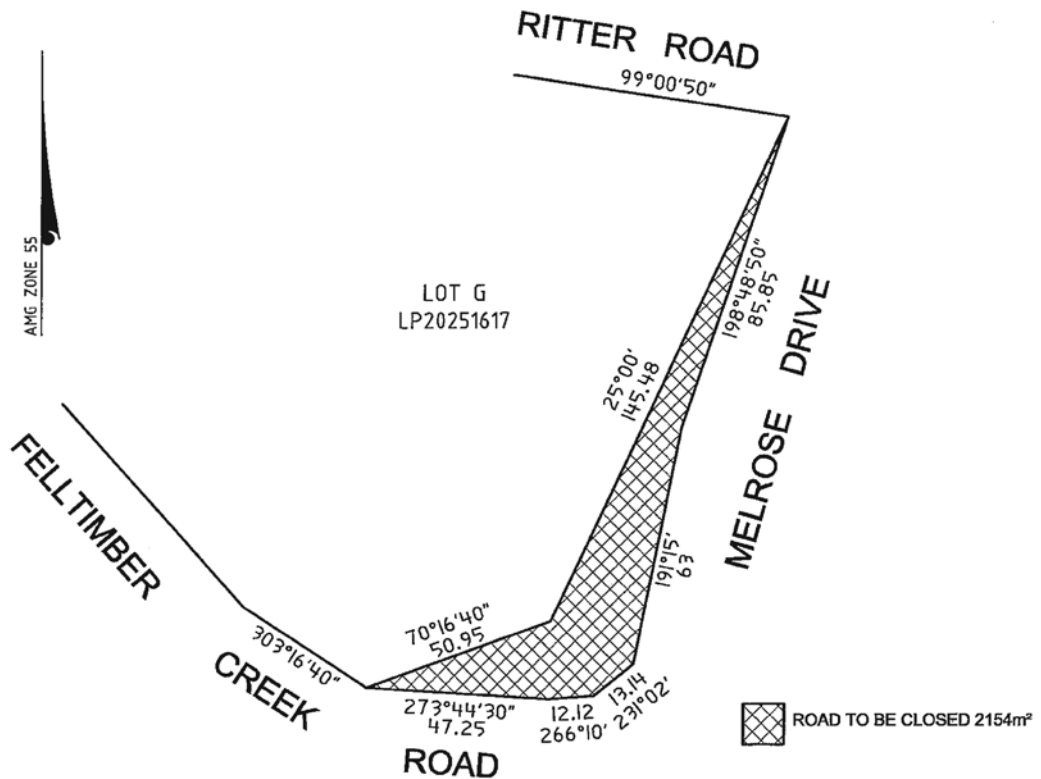 RITTER ROAD
99°00'50"
AMG ZONE 55
LOT G
LP20251617
198°48'50"
85.85
25°00'
145.48
MELROSE DRIVE
191°15'
63
FELLTIMBER
CREEK
ROAD
303°16'40"
70°16'40"
50.95
273°44'30"
47.25
12.12
266°10'
13.14
231°02'
ROAD TO BE CLOSED 2154m²